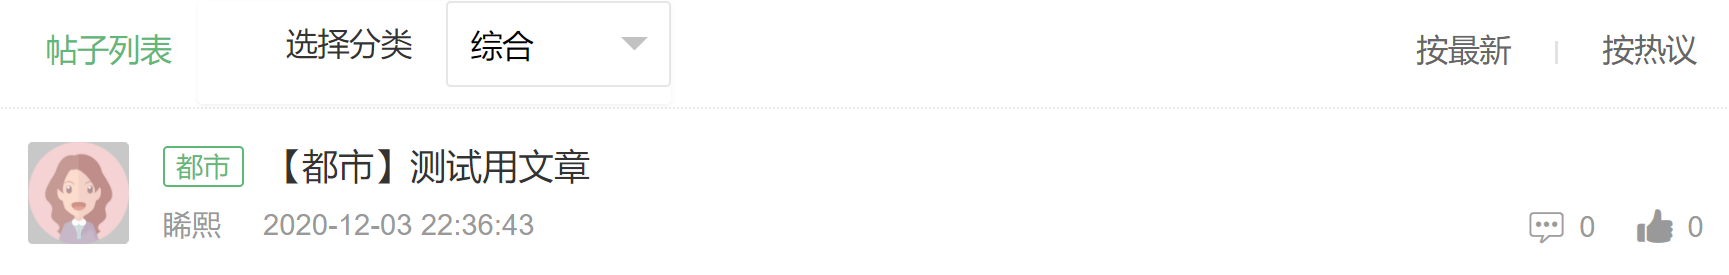 帖子列表 选择分类 综合 按最新 按热议
都市 【都市】测试用文章
睎熙 2020-12-03 22:36:43 0 0